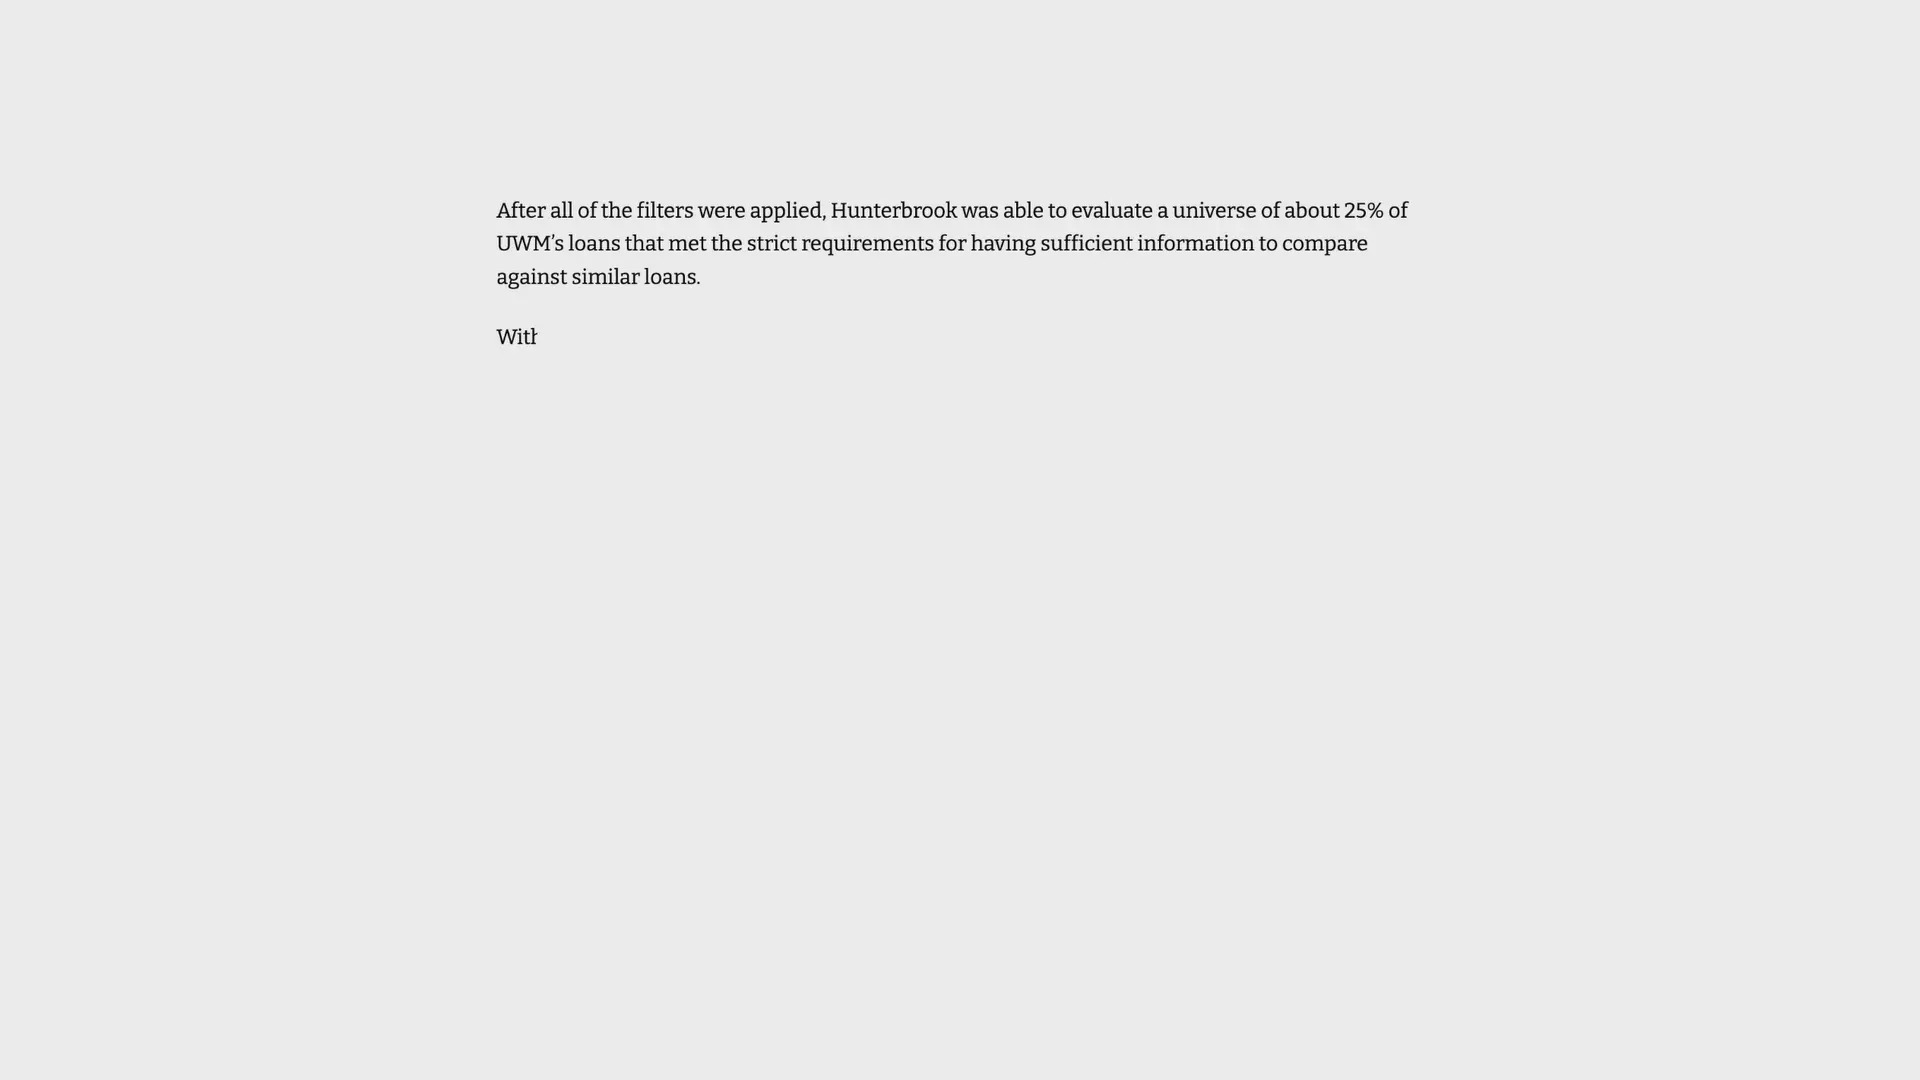 After all of the filters were applied, Hunterbrook was able to evaluate a universe of about 25% of
UWM’s loans that met the strict requirements for having sufficient information to compare
against similar loans.
With